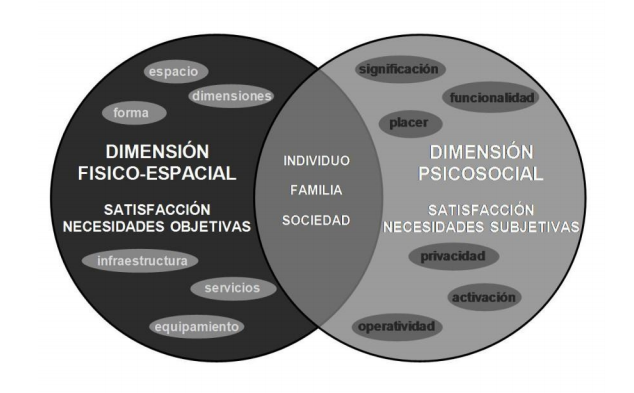 espacio
dimensiones
forma
DIMENSIÓN
FISICO-ESPACIAL
SATISFACCIÓN
NECESIDADES OBJETIVAS
infraestructura
servicios
equipamiento
INDIVIDUO
FAMILIA
SOCIEDAD
significación
funcionalidad
placer
DIMENSIÓN
PSICOSOCIAL
SATISFACCIÓN
NECESIDADES SUBJETIVAS
privacidad
activación
operatividad